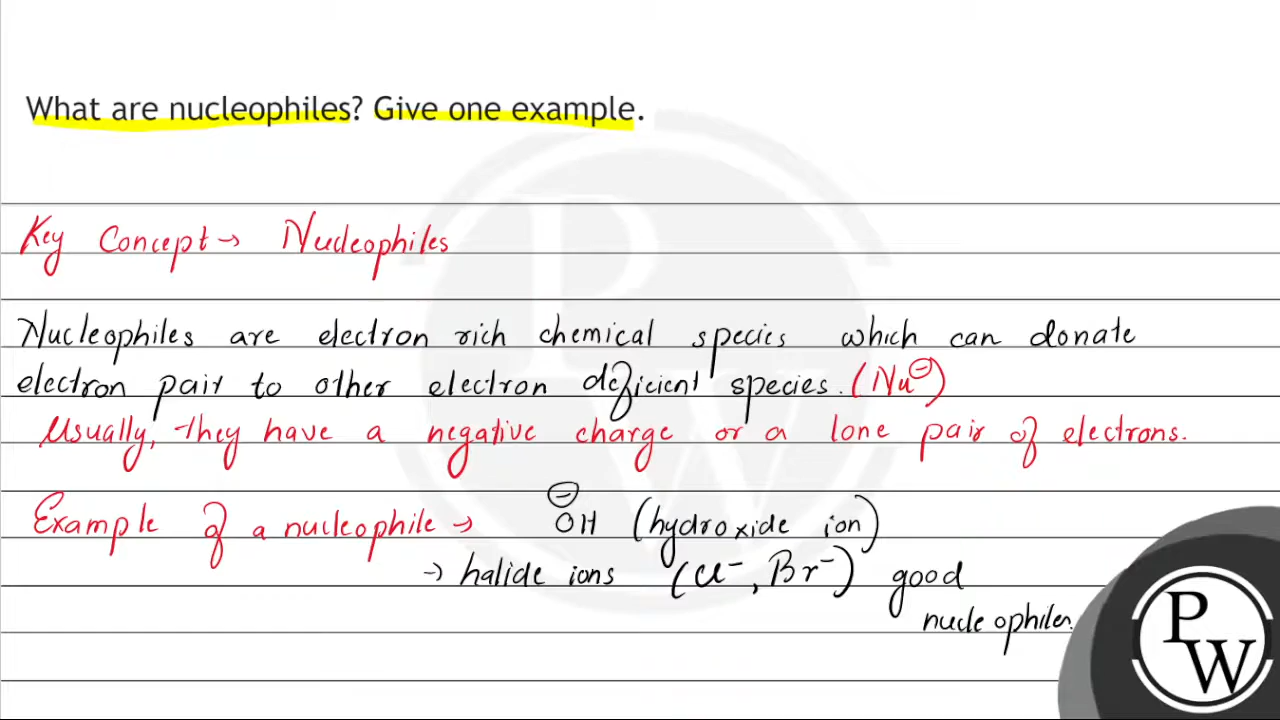 What are nucleophiles? Give one example.
Key Concept → Nucleophiles
Nucleophiles are electron rich chemical species which can donate
electron pair to other electron deficient species. (Nu⊖)
Usually, they have a negative charge or a lone pair of electrons.
Example of a nucleophile → ⊖OH (hydroxide ion)
→ halide ions (Cl⁻, Br⁻) good
nucleophiles.
P
W
P
W